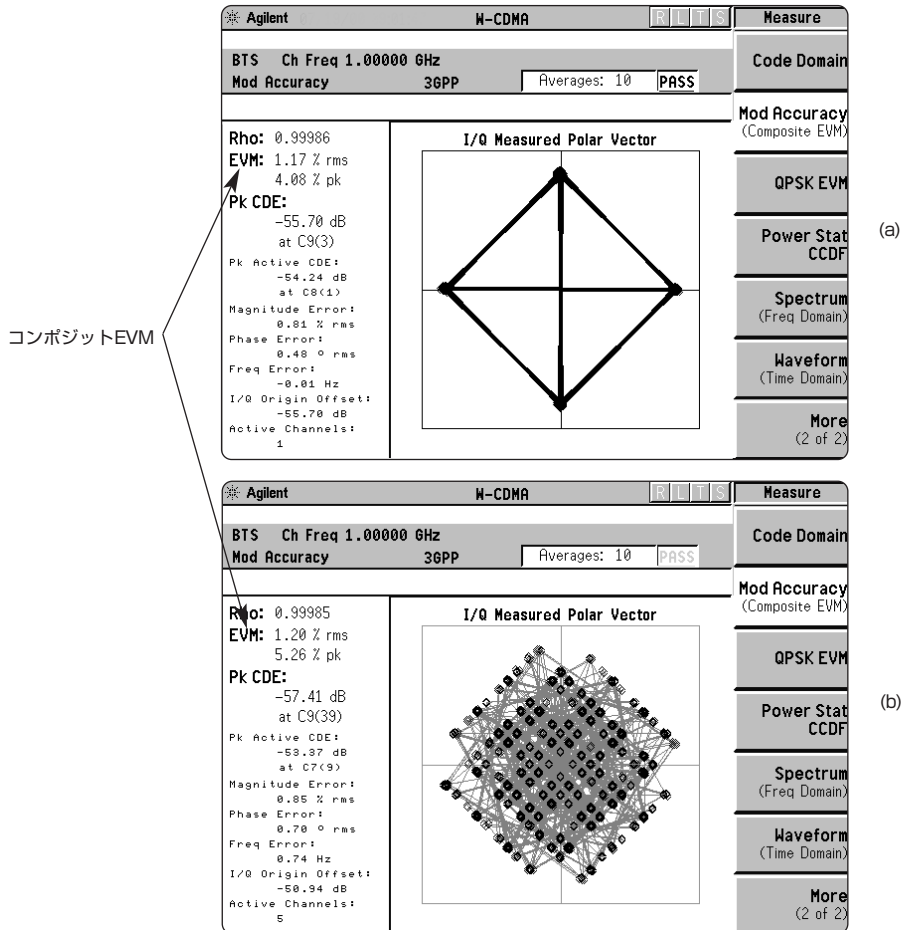 Agilent W-CDMA R L T S Measure
BTS Ch Freq 1.00000 GHz
Mod Accuracy 3GPP Averages: 10 PASS
Rho: 0.99986
EVM: 1.17 % rms
4.08 % pk
Pk CDE:
-55.70 dB
at C9(3)
Pk Active CDE:
-54.24 dB
at C8(1)
Magnitude Error:
0.81 % rms
Phase Error:
0.48 ° rms
Freq Error:
-0.01 Hz
I/Q Origin Offset:
-55.70 dB
Active Channels:
1
I/Q Measured Polar Vector
Code Domain
Mod Accuracy
(Composite EVM)
QPSK EVM
Power Stat
CCDF
Spectrum
(Freq Domain)
Waveform
(Time Domain)
More
(2 of 2)
(a)
コンポジットEVM
Agilent W-CDMA R L T S Measure
BTS Ch Freq 1.00000 GHz
Mod Accuracy 3GPP Averages: 10 PASS
Rho: 0.99985
EVM: 1.20 % rms
5.26 % pk
Pk CDE:
-57.41 dB
at C9(39)
Pk Active CDE:
-53.37 dB
at C7(9)
Magnitude Error:
0.85 % rms
Phase Error:
0.70 ° rms
Freq Error:
0.74 Hz
I/Q Origin Offset:
-50.94 dB
Active Channels:
5
I/Q Measured Polar Vector
Code Domain
Mod Accuracy
(Composite EVM)
QPSK EVM
Power Stat
CCDF
Spectrum
(Freq Domain)
Waveform
(Time Domain)
More
(2 of 2)
(b)